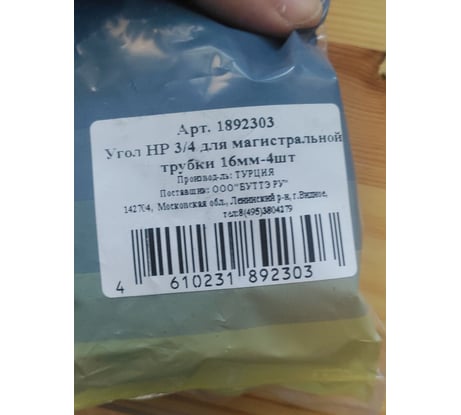 Арт. 1892303
Угол НР 3/4 для магистральной
трубки 16мм-4шт
Производ-ль: ТУРЦИЯ
Поставщик: ООО"БУТТЭ РУ"
142704, Московская обл., Ленинский р-н, г.Видное,
тел:8(495)3804279
4 610231 892303